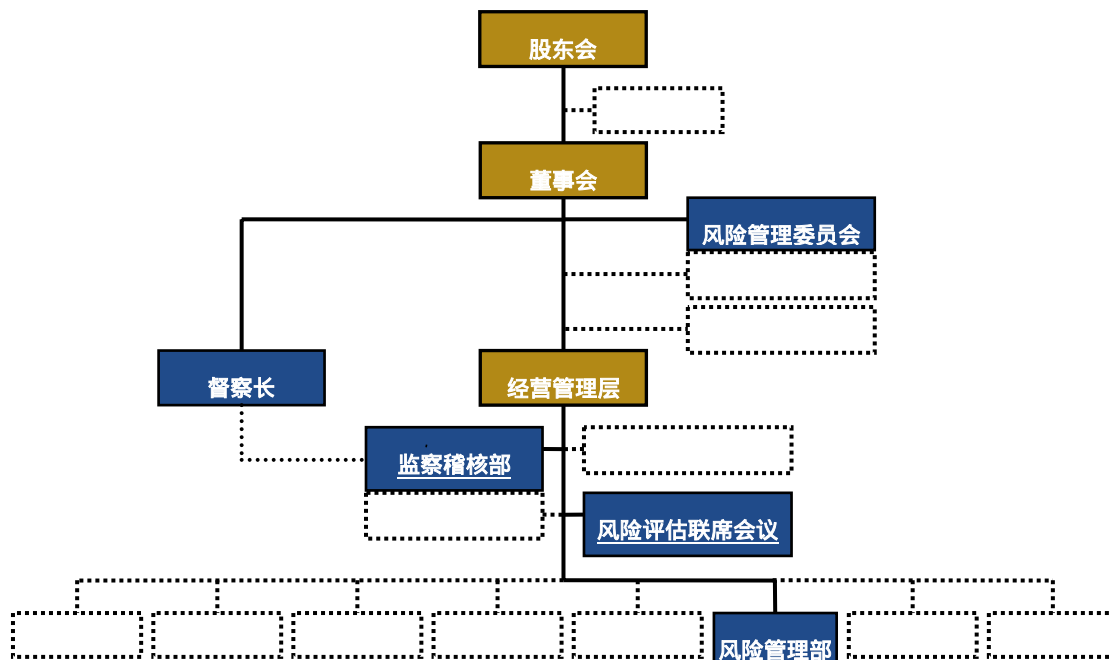 股东会
董事会
风险管理委员会
督察长
经营管理层
监察稽核部
风险评估联席会议
风险管理部